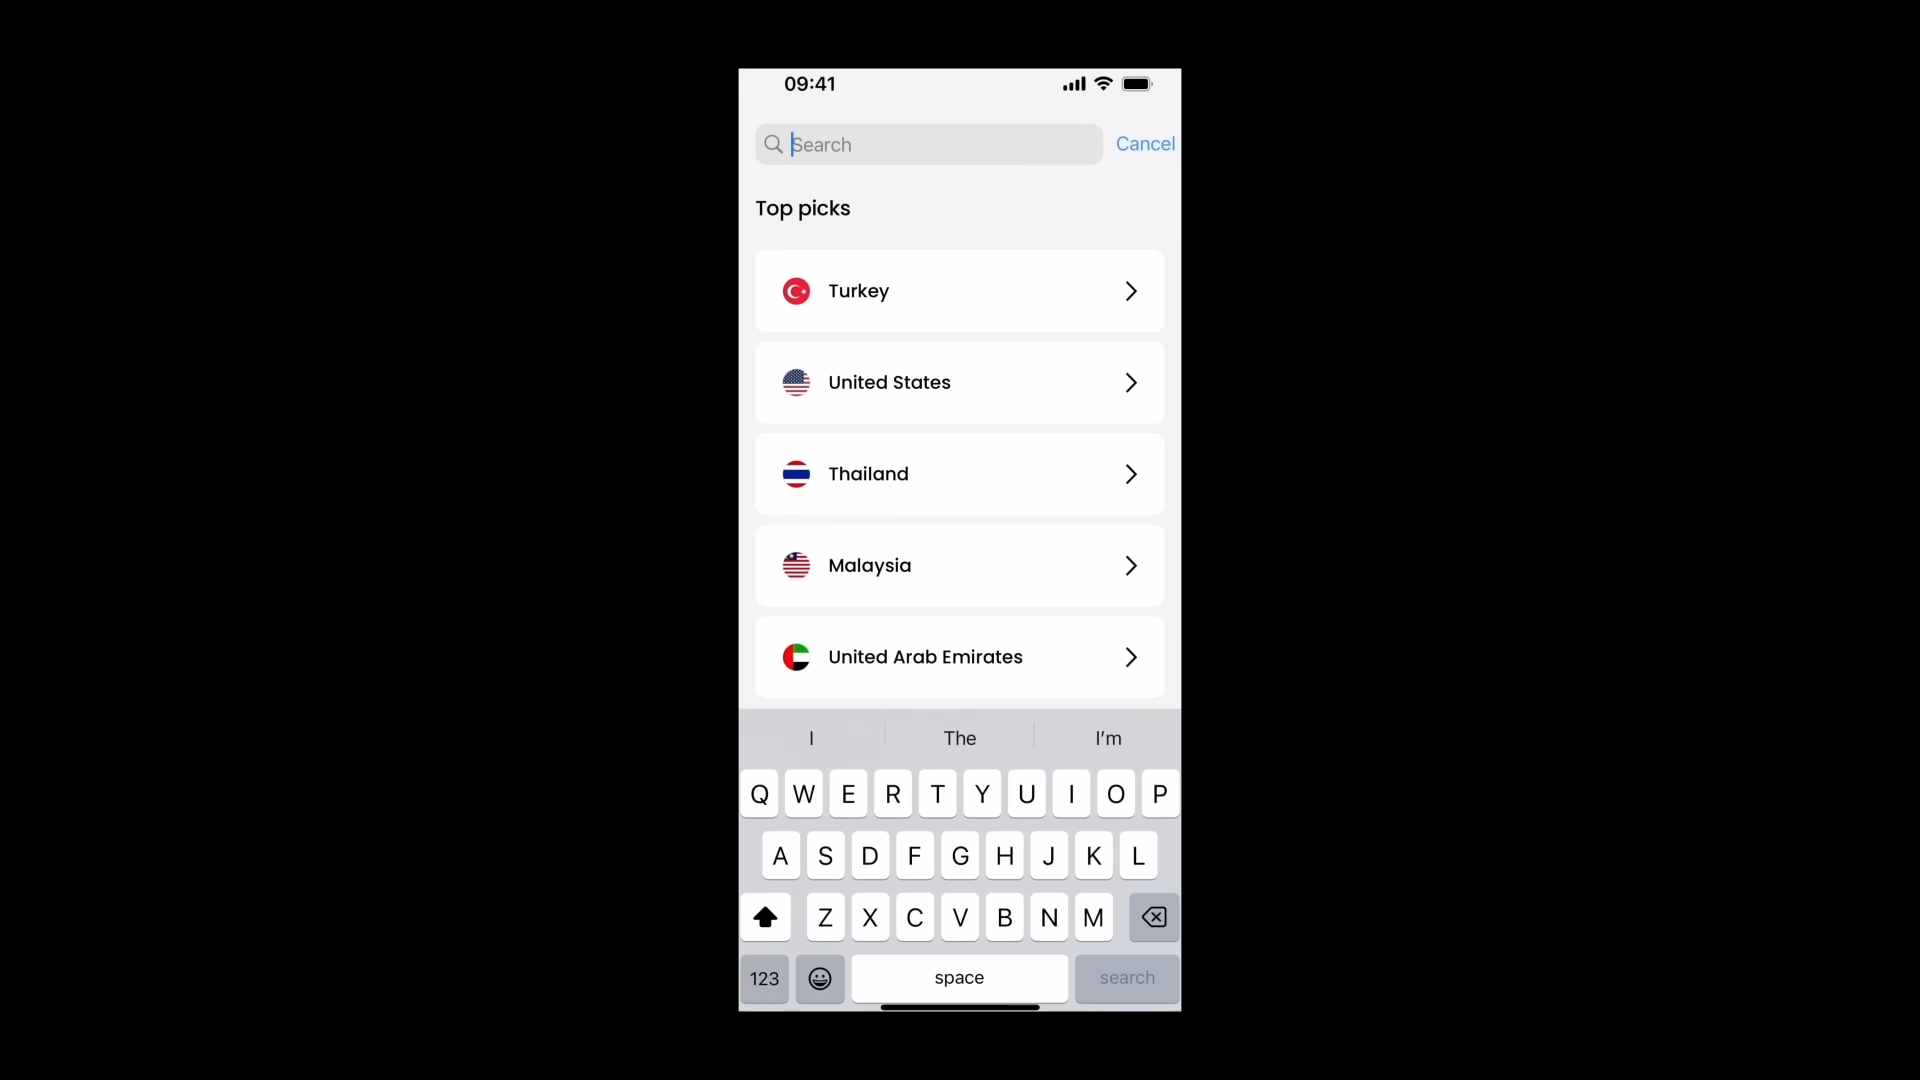 09:41
Search
Cancel
Top picks
Turkey
United States
Thailand
Malaysia
United Arab Emirates
I The I'm
Q W E R T Y U I O P
A S D F G H J K L
Z X C V B N M
123 space search